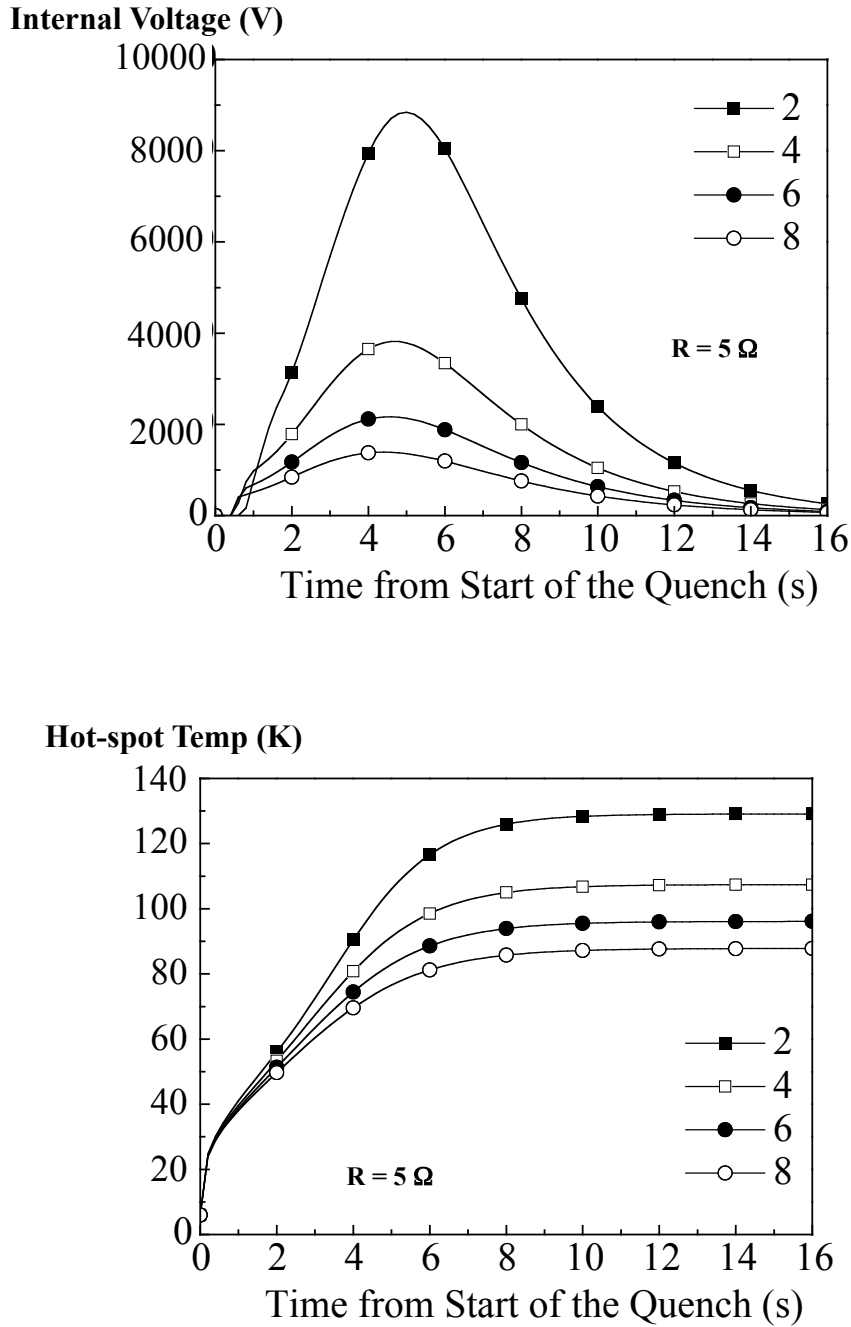 Internal Voltage (V)
10000
8000
6000
4000
2000
0
2
4
6
8
R = 5 Ω
0 2 4 6 8 10 12 14 16
Time from Start of the Quench (s)
Hot-spot Temp (K)
140
120
100
80
60
40
20
0
2
4
6
8
R = 5 Ω
0 2 4 6 8 10 12 14 16
Time from Start of the Quench (s)